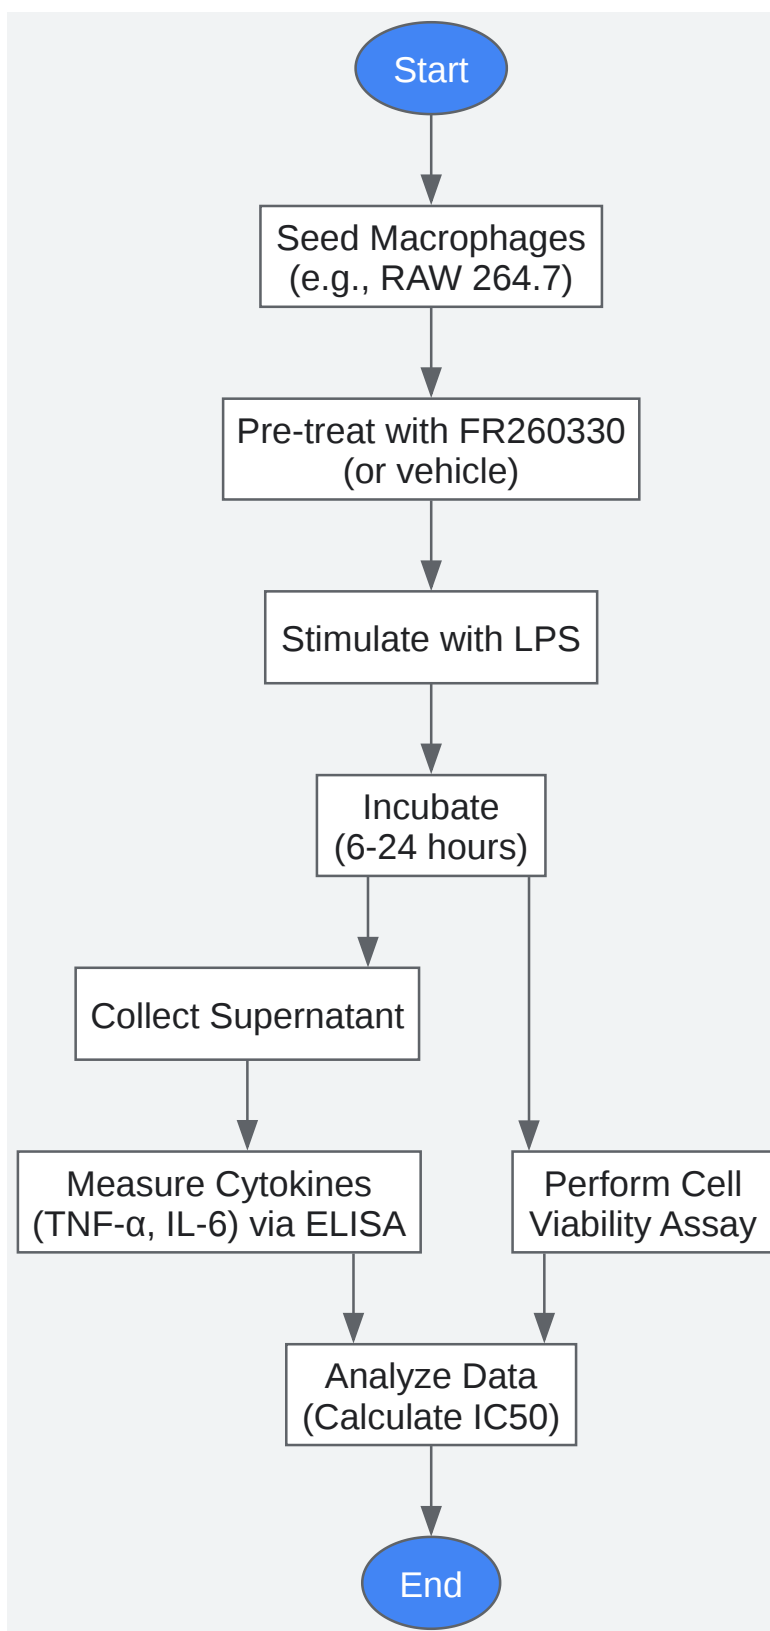 Start
Seed Macrophages
(e.g., RAW 264.7)
Pre-treat with FR260330
(or vehicle)
Stimulate with LPS
Incubate
(6-24 hours)
Collect Supernatant
Measure Cytokines
(TNF-α, IL-6) via ELISA
Perform Cell
Viability Assay
Analyze Data
(Calculate IC50)
End